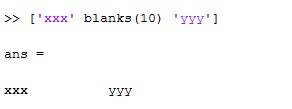 >> ['xxx' blanks(10) 'yyy']
ans =
xxx          yyy